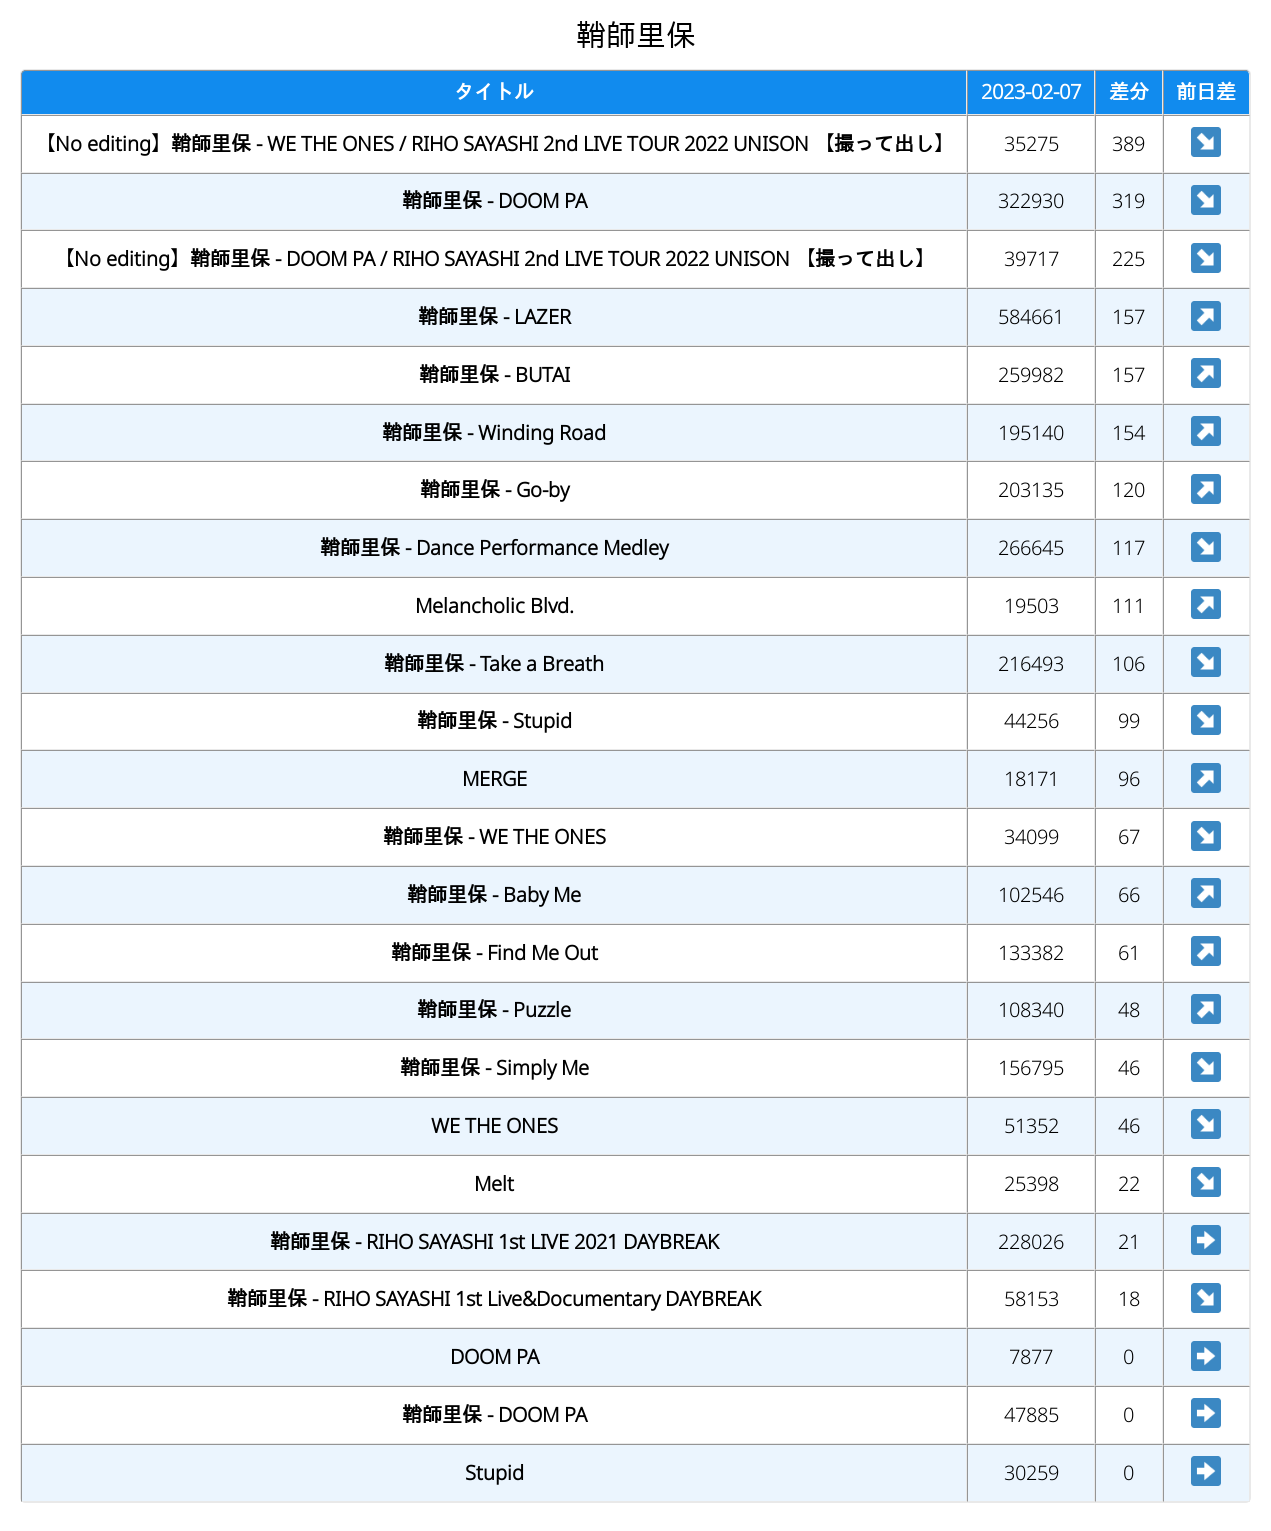 鞘師里保
タイトル 2023-02-07 差分 前日差
【No editing】鞘師里保 - WE THE ONES / RIHO SAYASHI 2nd LIVE TOUR 2022 UNISON 【撮って出し】 35275 389 ↘
鞘師里保 - DOOM PA 322930 319 ↘
【No editing】鞘師里保 - DOOM PA / RIHO SAYASHI 2nd LIVE TOUR 2022 UNISON 【撮って出し】 39717 225 ↘
鞘師里保 - LAZER 584661 157 ↗
鞘師里保 - BUTAI 259982 157 ↗
鞘師里保 - Winding Road 195140 154 ↗
鞘師里保 - Go-by 203135 120 ↗
鞘師里保 - Dance Performance Medley 266645 117 ↘
Melancholic Blvd. 19503 111 ↗
鞘師里保 - Take a Breath 216493 106 ↘
鞘師里保 - Stupid 44256 99 ↘
MERGE 18171 96 ↗
鞘師里保 - WE THE ONES 34099 67 ↘
鞘師里保 - Baby Me 102546 66 ↗
鞘師里保 - Find Me Out 133382 61 ↗
鞘師里保 - Puzzle 108340 48 ↗
鞘師里保 - Simply Me 156795 46 ↘
WE THE ONES 51352 46 ↘
Melt 25398 22 ↘
鞘師里保 - RIHO SAYASHI 1st LIVE 2021 DAYBREAK 228026 21 ➡
鞘師里保 - RIHO SAYASHI 1st Live&Documentary DAYBREAK 58153 18 ↘
DOOM PA 7877 0 ➡
鞘師里保 - DOOM PA 47885 0 ➡
Stupid 30259 0 ➡